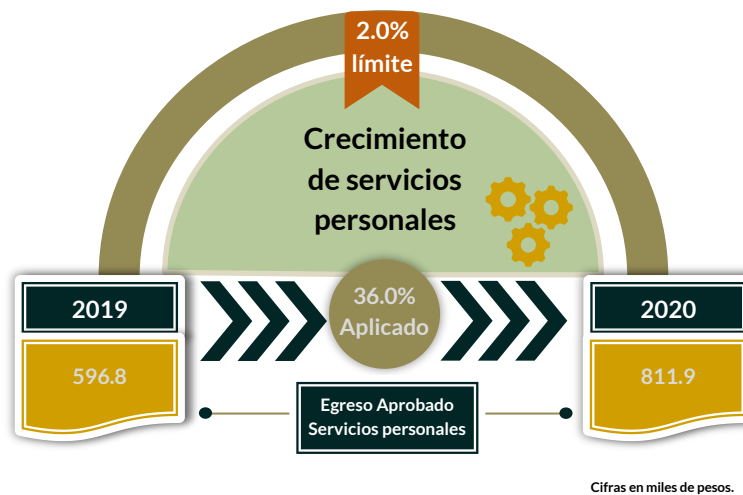 2.0%
límite
Crecimiento
de servicios
personales
2019
36.0%
Aplicado
2020
596.8
811.9
Egreso Aprobado
Servicios personales
Cifras en miles de pesos.